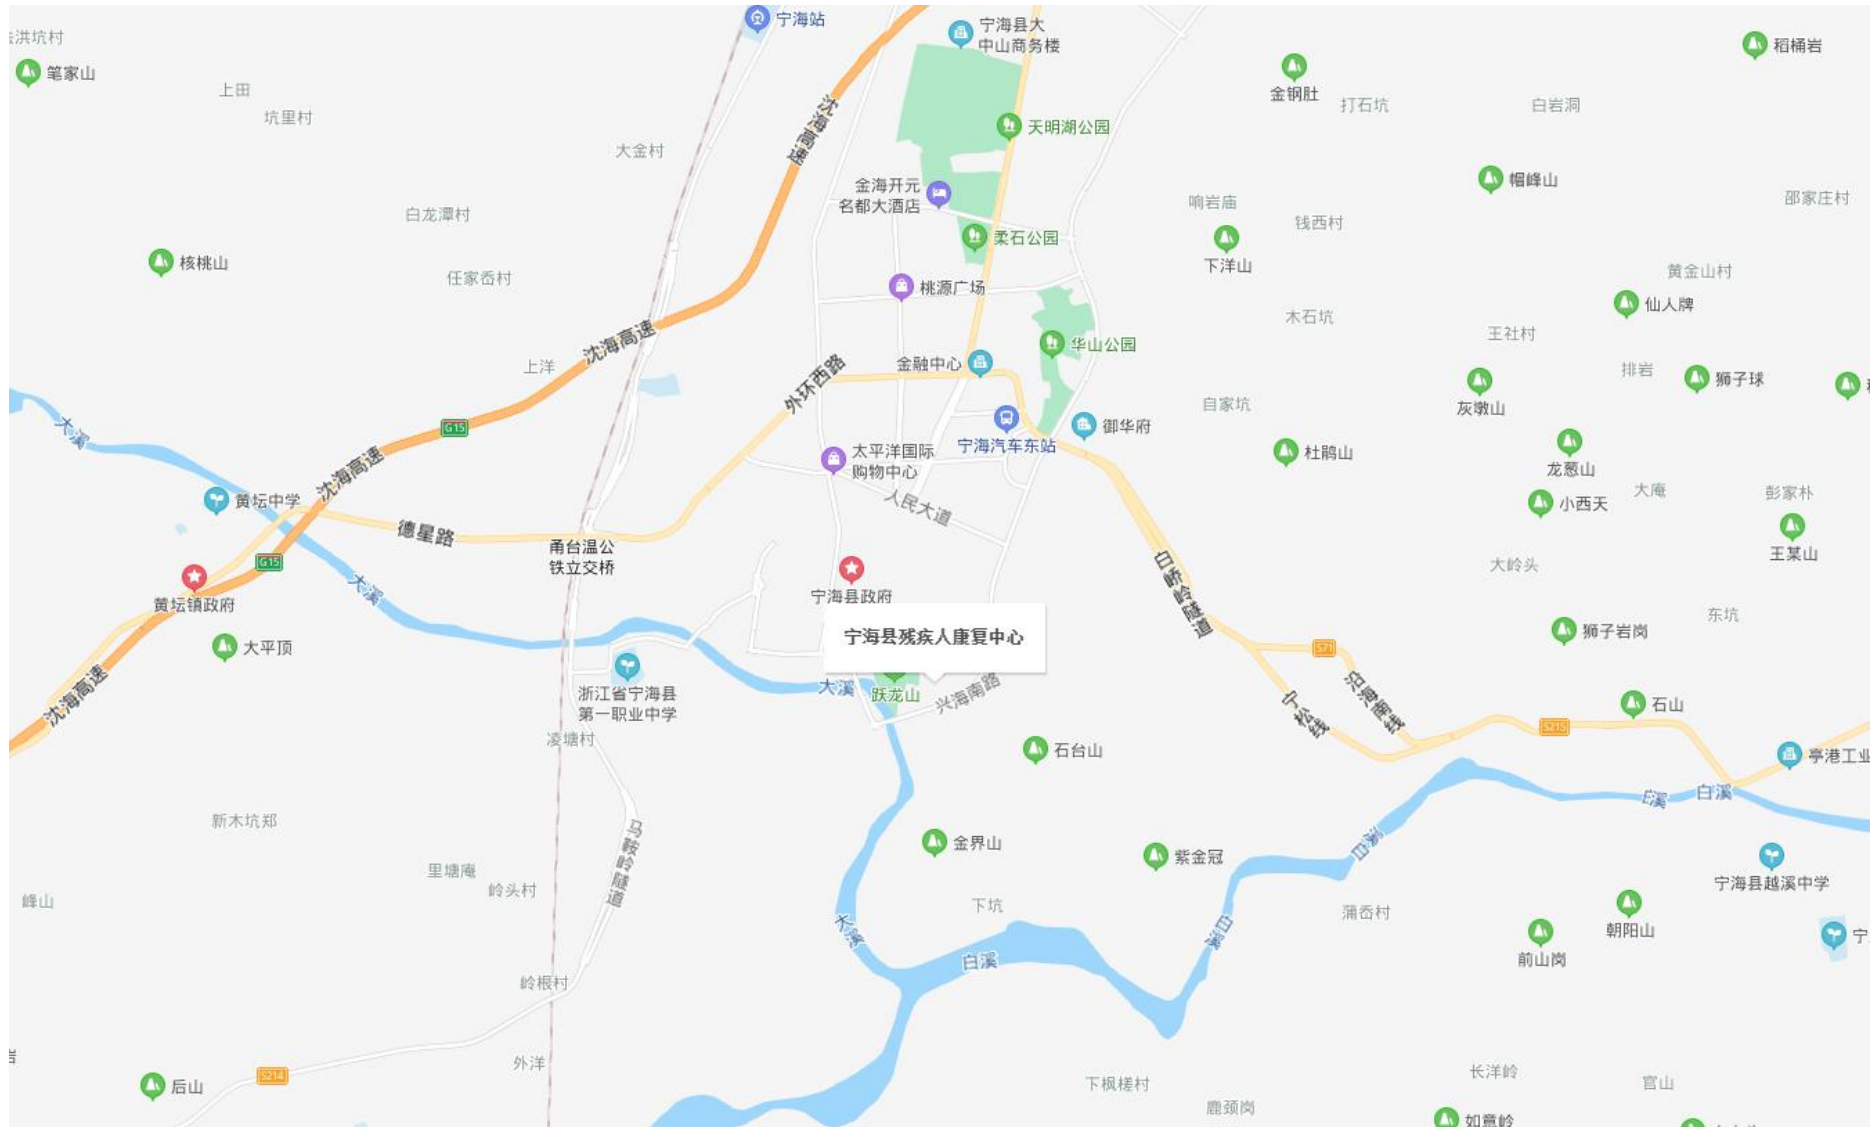 宁海站
宁海县大
中山商务楼
洪坑村
笔家山
稻桶岩
上田
坑里村
金钢肚
打石坑
白岩洞
沈海高速
天明湖公园
大金村
帽峰山
金海开元
名都大酒店
邵家庄村
白龙潭村
响岩庙
钱西村
柔石公园
核桃山
下洋山
任家岙村
黄金山村
桃源广场
仙人牌
木石坑
王社村
沈海高速
华山公园
上洋
金融中心
外环西路
排岩
狮子球
灰墩山
自家坑
G15
大溪
御华府
宁海汽车东站
太平洋国际
购物中心
杜鹃山
龙葱山
沈海高速
黄坛中学
人民大道
大庵
彭家朴
小西天
德星路
甬台温公
铁立交桥
王某山
G15
大溪
大岭头
白峤岭隧道
宁海县政府
黄坛镇政府
东坑
宁海县残疾人康复中心
狮子岩岗
大平顶
S71
沈海高速
浙江省宁海县
第一职业中学
大溪
跃龙山
兴海南路
宁松线
沿海南线
石山
S215
凌塘村
石台山
亭港工业
白溪
白溪
新木坑郑
马鞍岭隧道
金界山
紫金冠
白溪
里塘庵
岭头村
宁海县越溪中学
峰山
下坑
蒲岙村
朝阳山
大溪
白溪
宁
前山岗
白溪
岭根村
外洋
S214
后山
下枫槎村
长洋岭
官山
鹿颈岗
如意岭